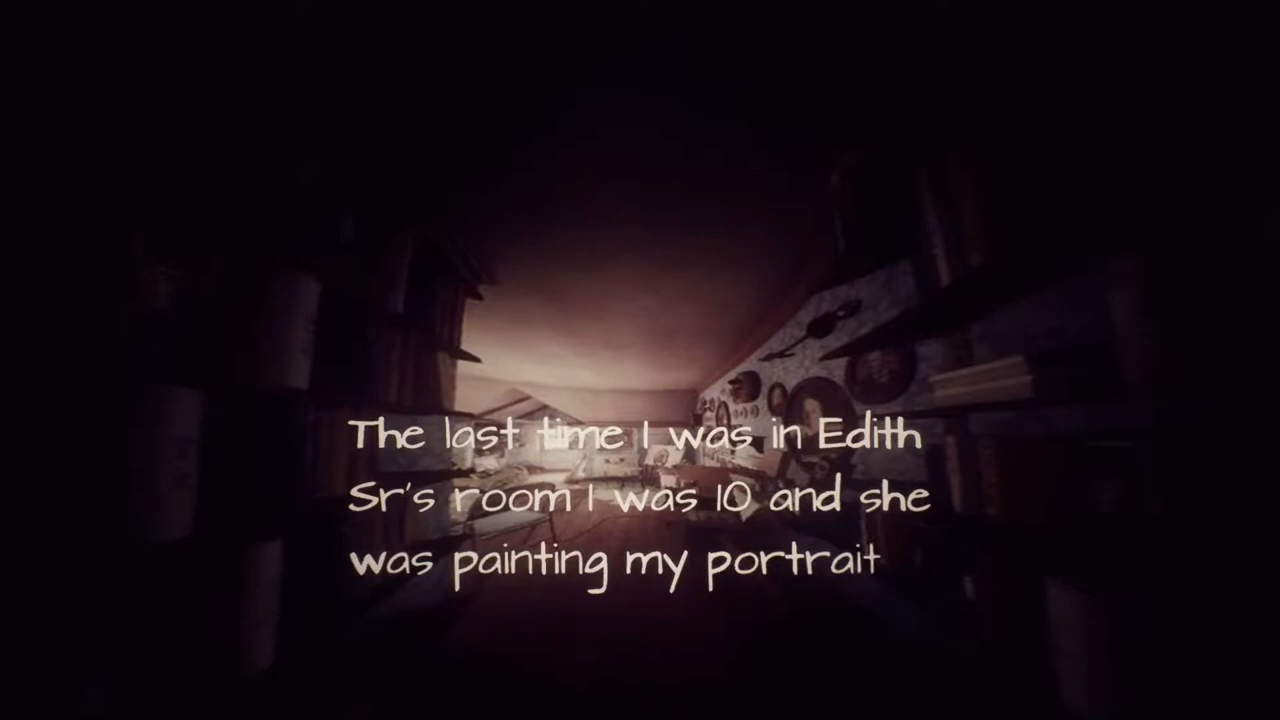 The last time I was in Edith
Sr's room I was 10 and she
was painting my portrait